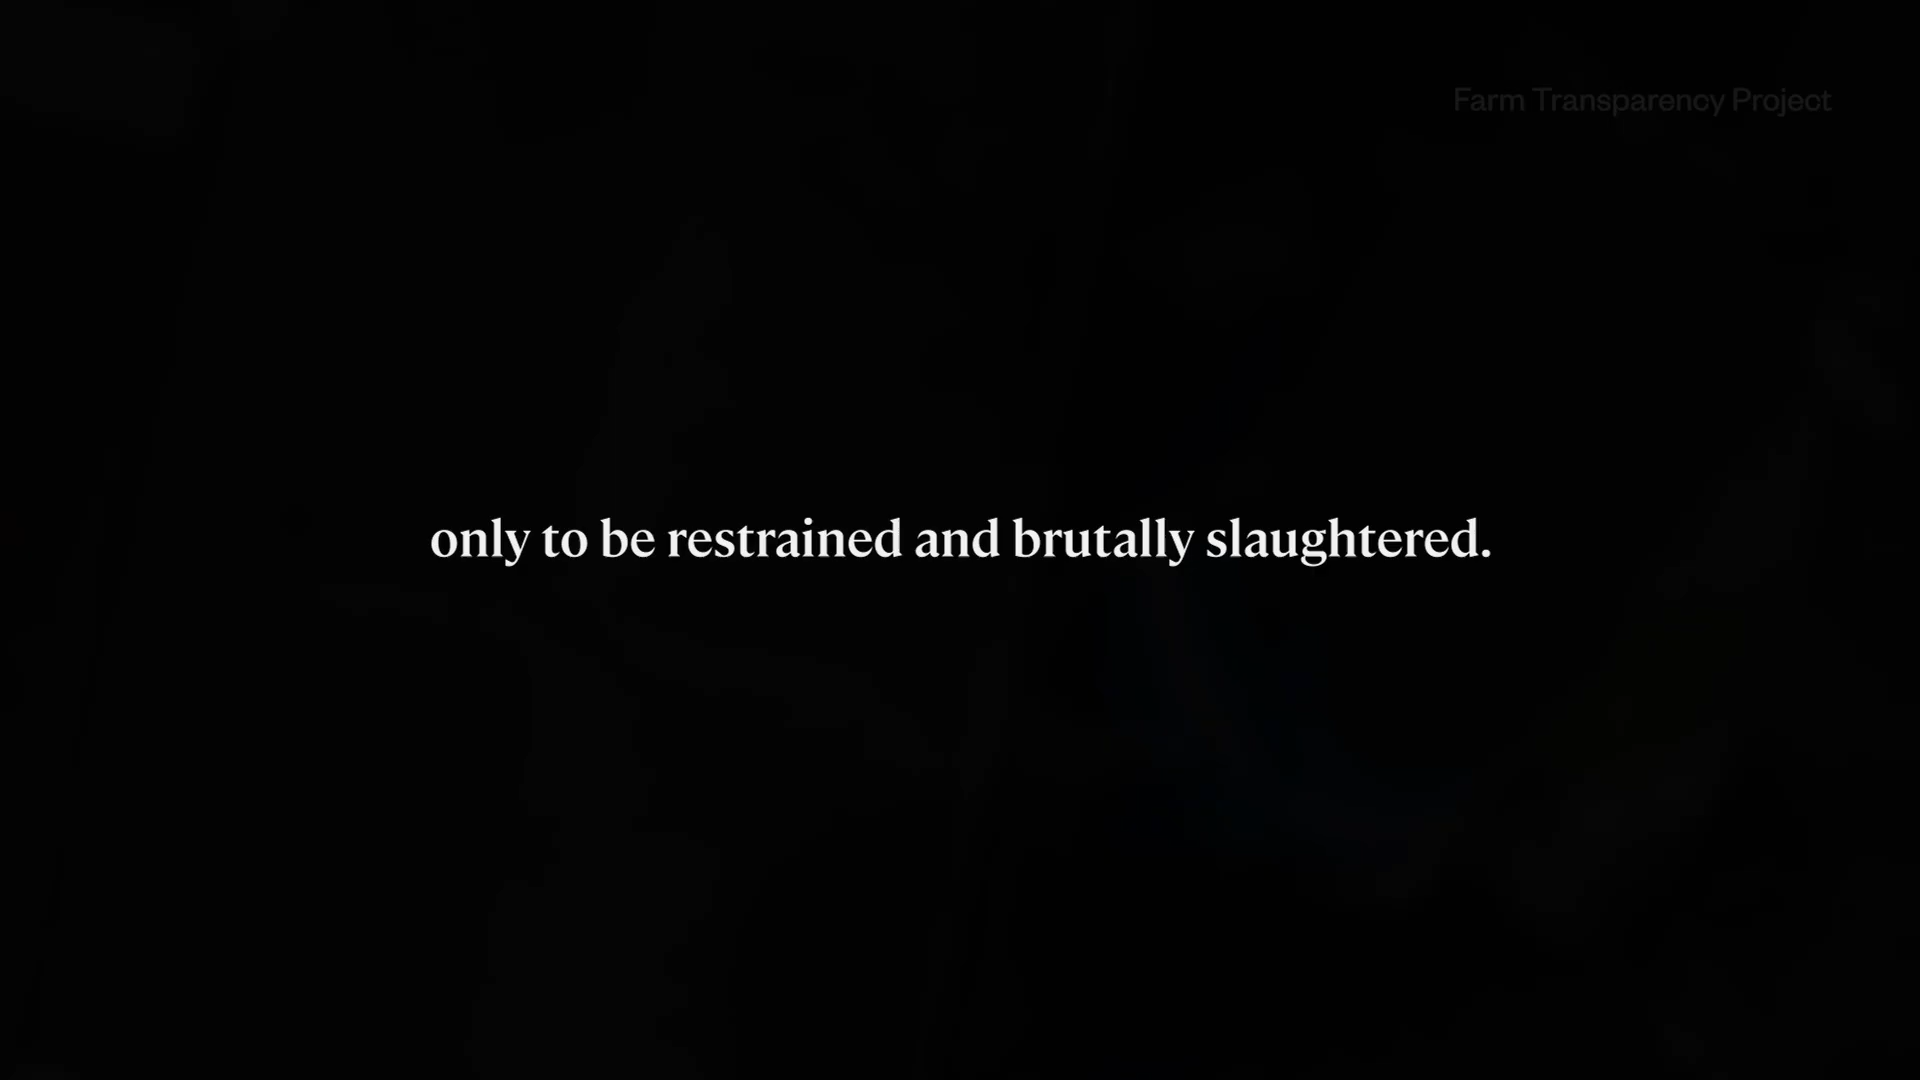 Farm Transparency Project
only to be restrained and brutally slaughtered.